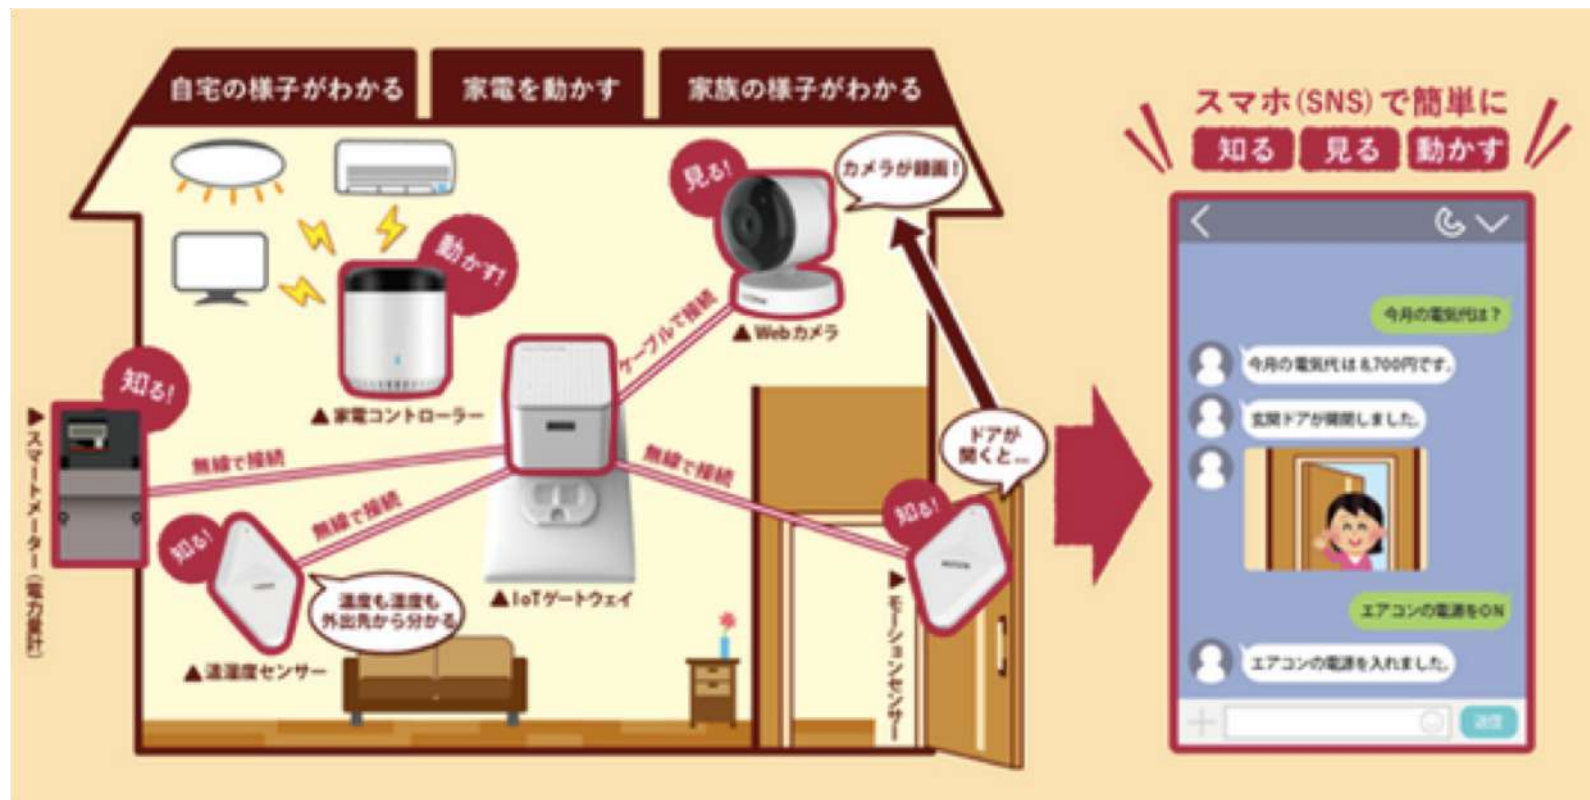 自宅の様子がわかる
家電を動かす
家族の様子がわかる
スマホ(SNS)で簡単に
知る 見る 動かす
見る!
カメラが録画!
動かす!
▲Webカメラ
ケーブルで接続
知る!
▲家電コントローラー
▶スマートメーター(電力量計)
無線で接続
無線で接続
無線で接続
ドアが
開くと...
知る!
知る!
▲IoTゲートウェイ
温度も湿度も
外出先から分かる
▲温湿度センサー
▶モーションセンサー
今月の電気代は?
今月の電気代は8,700円です。
玄関ドアが開閉しました。
エアコンの電源をON
エアコンの電源を入れました。
送信